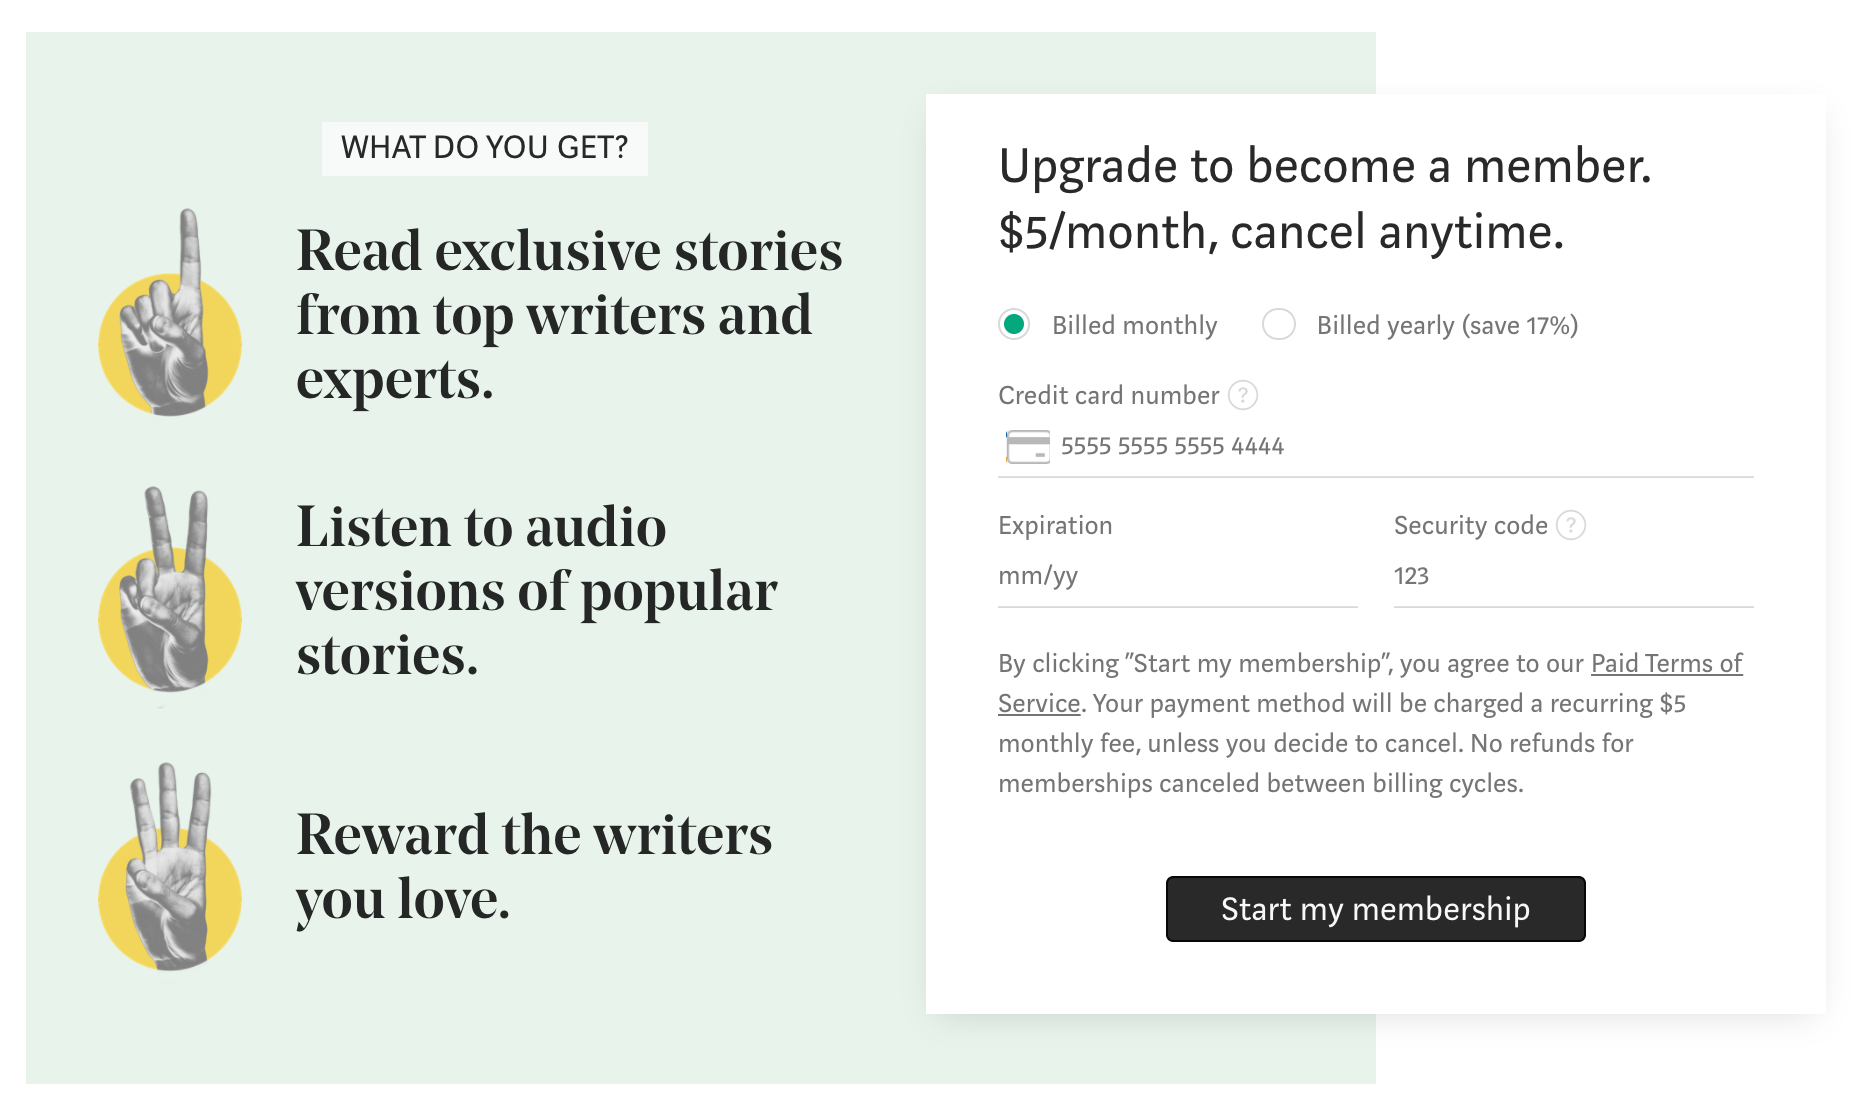 WHAT DO YOU GET?
Read exclusive stories
from top writers and
experts.
Listen to audio
versions of popular
stories.
Reward the writers
you love.
Upgrade to become a member.
$5/month, cancel anytime.
Billed monthly
Billed yearly (save 17%)
Credit card number ?
5555 5555 5555 4444
Expiration
Security code ?
mm/yy
123
By clicking ”Start my membership”, you agree to our Paid Terms of
Service. Your payment method will be charged a recurring $5
monthly fee, unless you decide to cancel. No refunds for
memberships canceled between billing cycles.
Start my membership